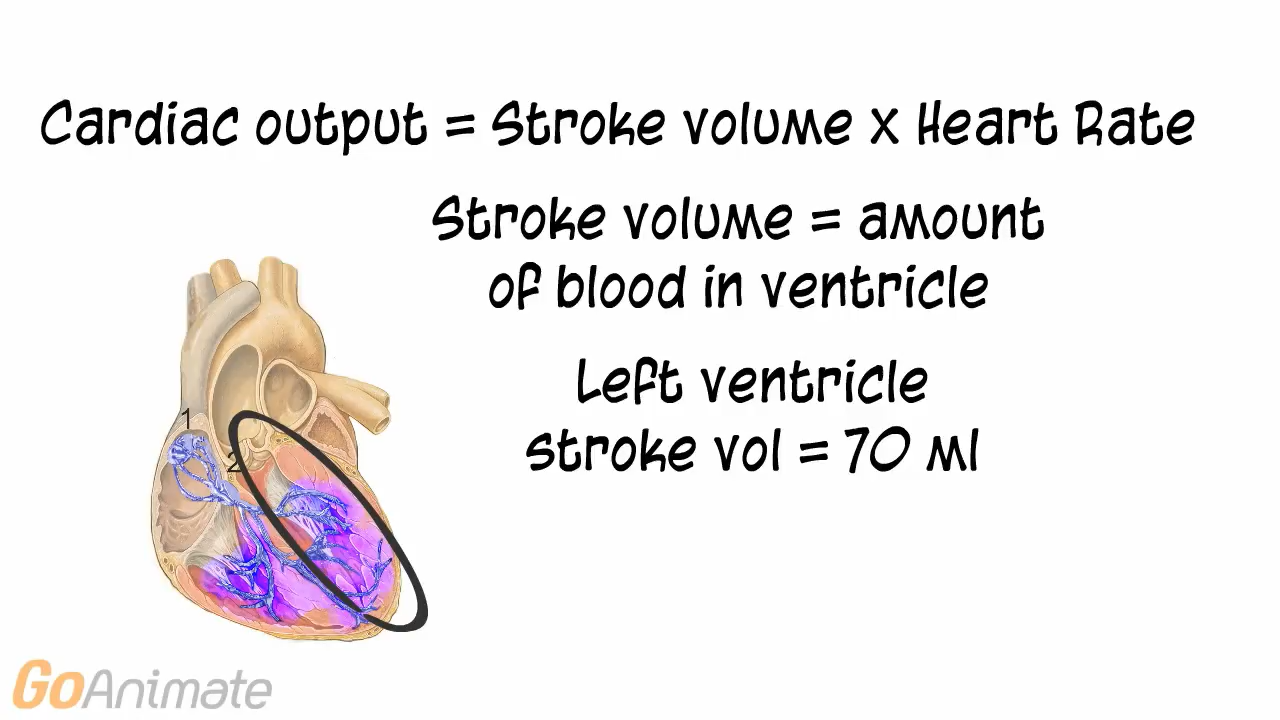 Cardiac output = Stroke volume x Heart Rate
Stroke volume = amount
of blood in ventricle
Left ventricle
stroke vol = 70 ml
1
2
GoAnimate